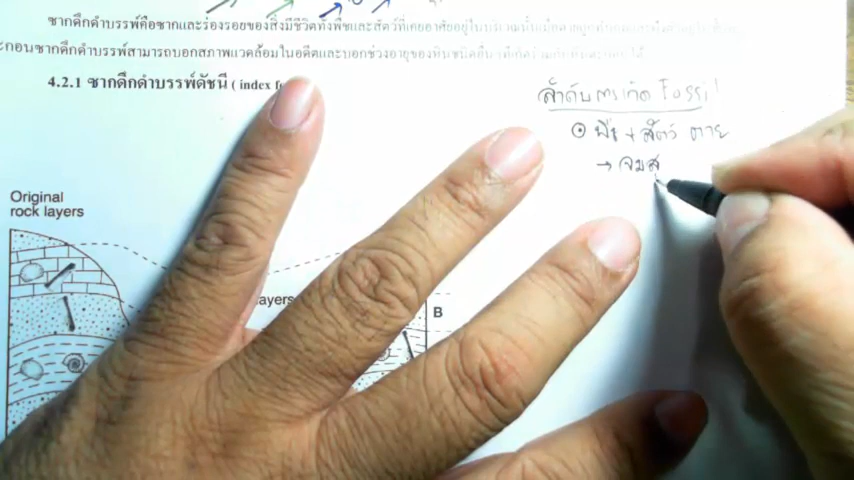 ซากดึกดำบรรพ์คือซากและร่องรอยของสิ่งมีชีวิตทั้งพืชและสัตว์ที่เคยอาศัยอยู่ในบริเวณนั้นเมื่อตายถูก
ะกอนซากดึกดำบรรพ์สามารถบอกสภาพแวดล้อมในอดีตและบอกช่วงอายุของหินชนิดอื่น ได้
4.2.1 ซากดึกดำบรรพ์ดัชนี ( index f
ลำดับการเกิด Fossil
⊙ พืช + สัตว์ ตาย
→ จมสุ
Original
rock layers
ayers
B